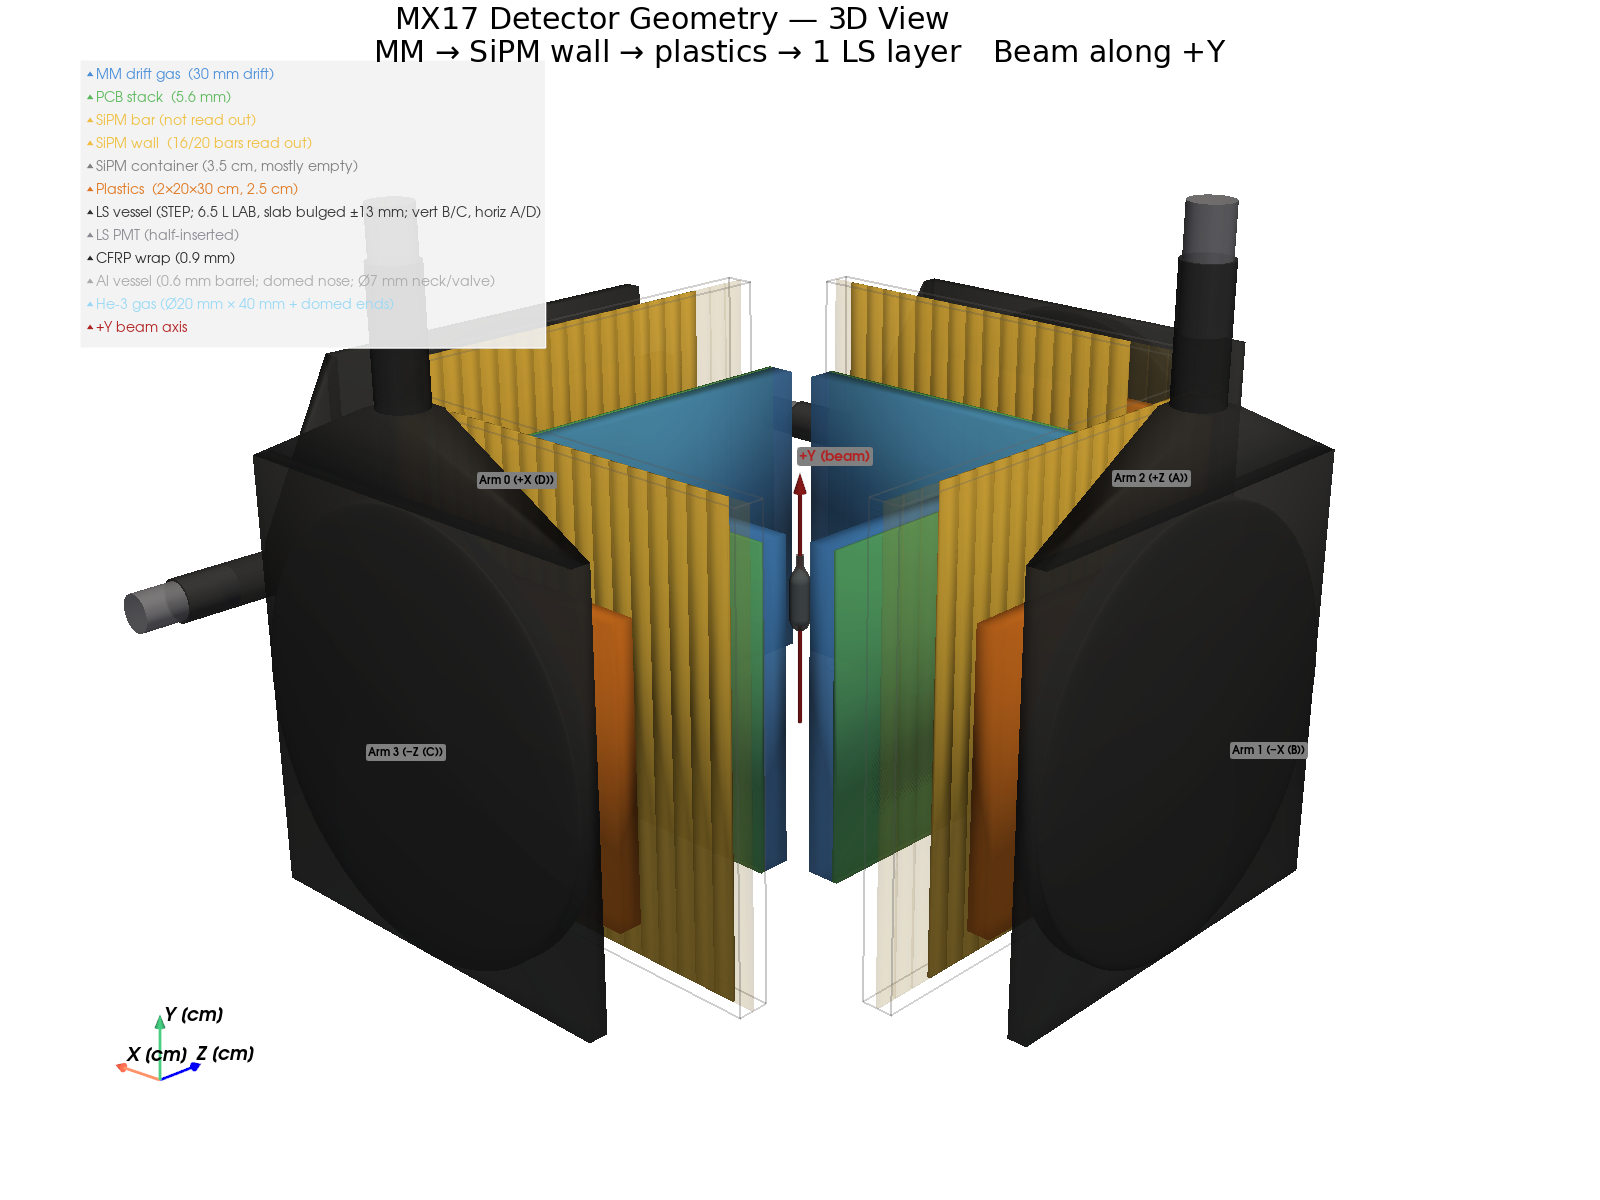 MX17 Detector Geometry — 3D View
MM → SiPM wall → plastics → 1 LS layer   Beam along +Y
MM drift gas  (30 mm drift)
PCB stack  (5.6 mm)
SiPM bar (not read out)
SiPM wall  (16/20 bars read out)
SiPM container (3.5 cm, mostly empty)
Plastics  (2×20×30 cm, 2.5 cm)
LS vessel (STEP; 6.5 L LAB, slab bulged ±13 mm; vert B/C, horiz A/D)
LS PMT (half-inserted)
CFRP wrap (0.9 mm)
Al vessel (0.6 mm barrel; domed nose; Ø7 mm neck/valve)
He-3 gas (Ø20 mm × 40 mm + domed ends)
+Y beam axis
+Y (beam)
Arm 0 (+X (D))
Arm 2 (+Z (A))
Arm 3 (−Z (C))
Arm 1 (−X (B))
Y (cm)
X (cm)
Z (cm)